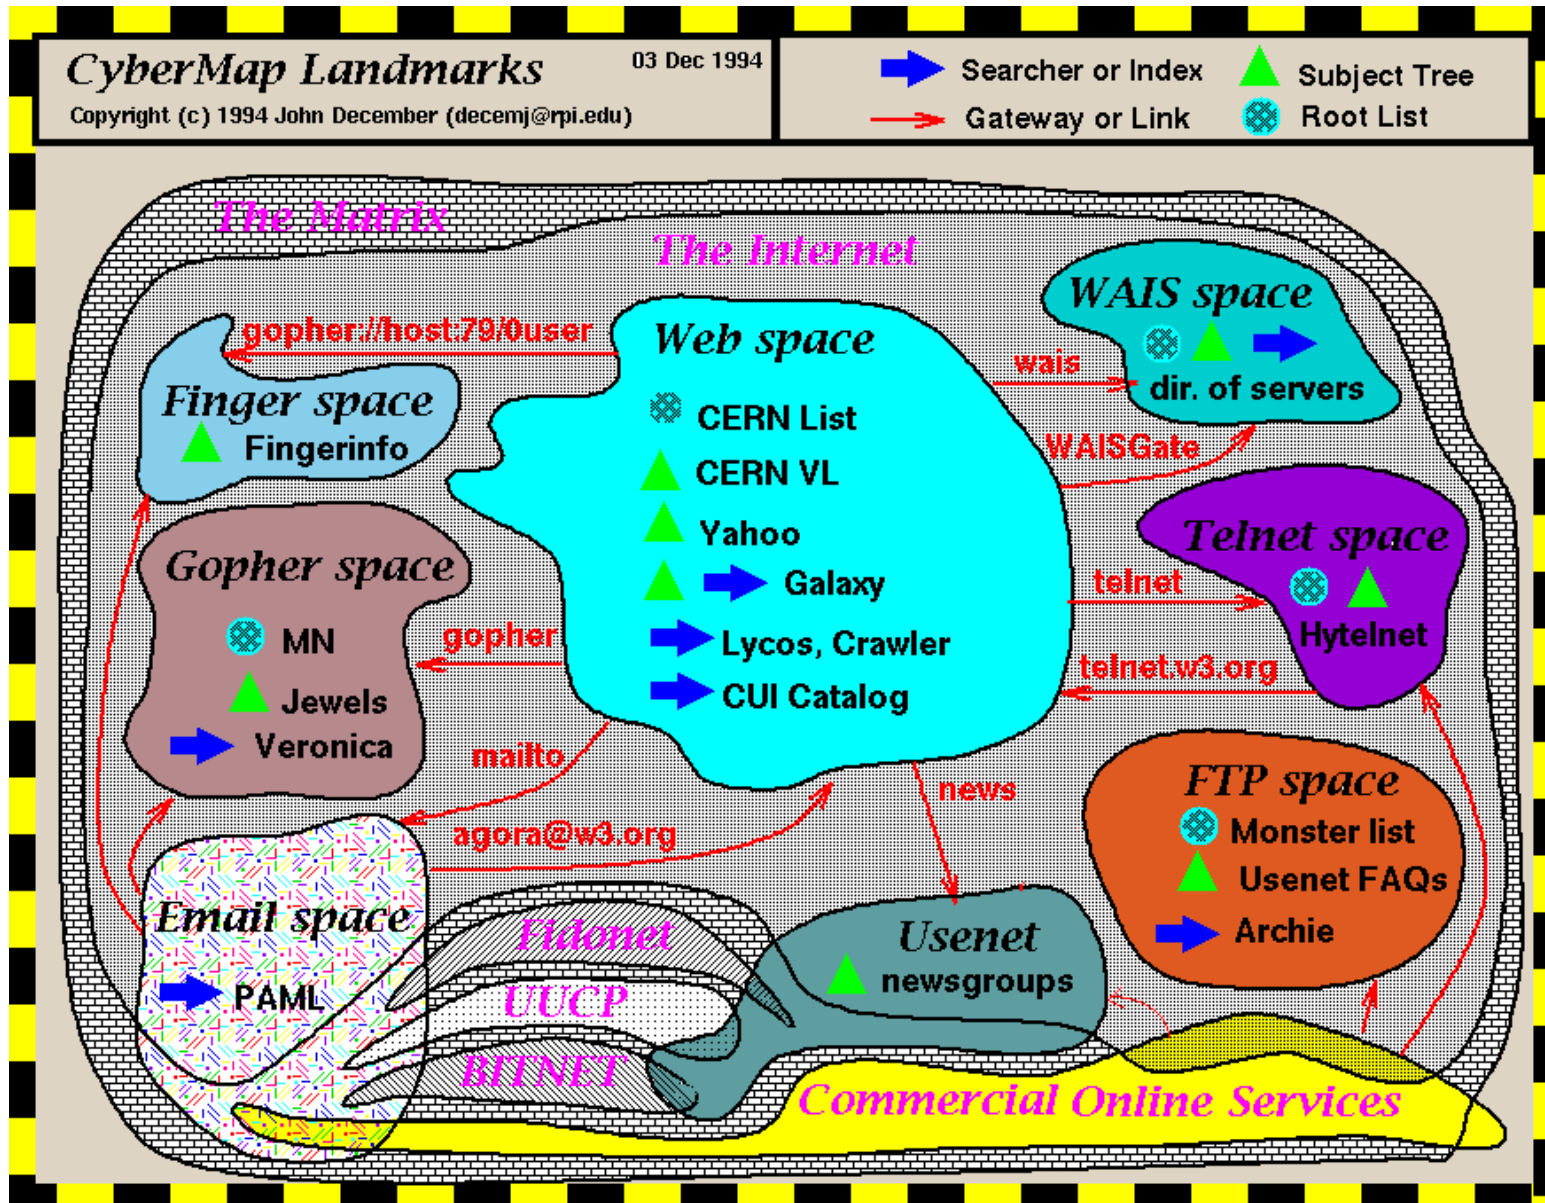 CyberMap Landmarks
03 Dec 1994
Copyright (c) 1994 John December (decemj@rpi.edu)
Searcher or Index
Subject Tree
Gateway or Link
Root List
The Matrix
The Internet
WAIS space
dir. of servers
gopher://host:79/0user
Web space
wais
WAISGate
Finger space
Fingerinfo
CERN List
CERN VL
Yahoo
Galaxy
Lycos, Crawler
CUI Catalog
Telnet space
Hytelnet
telnet
telnet.w3.org
Gopher space
MN
Jewels
Veronica
gopher
mailto
agora@w3.org
news
FTP space
Monster list
Usenet FAQs
Archie
Email space
PAML
Fidonet
UUCP
BITNET
Usenet
newsgroups
Commercial Online Services